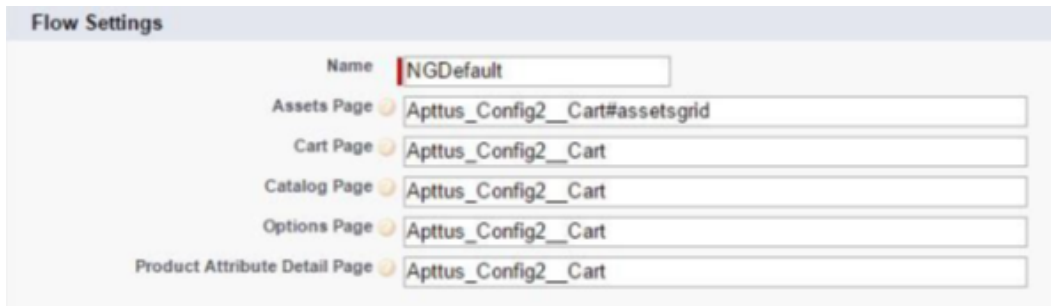 Flow Settings
Name NGDefault
Assets Page Apttus_Config2__Cart#assetsgrid
Cart Page Apttus_Config2__Cart
Catalog Page Apttus_Config2__Cart
Options Page Apttus_Config2__Cart
Product Attribute Detail Page Apttus_Config2__Cart